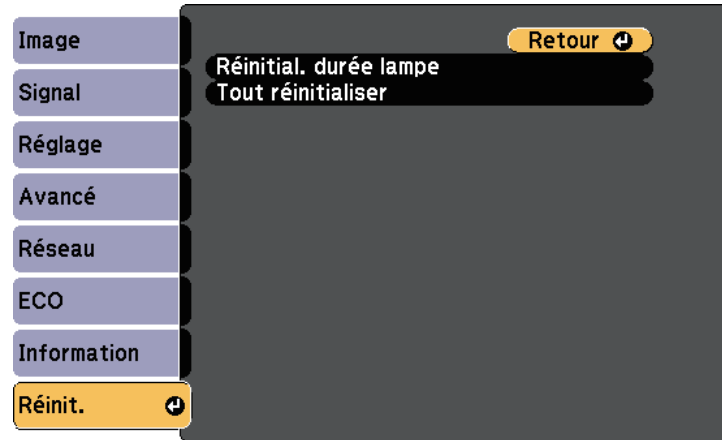 Image
Signal
Réglage
Avancé
Réseau
ECO
Information
Réinit.
Retour
Réinitial. durée lampe
Tout réinitialiser